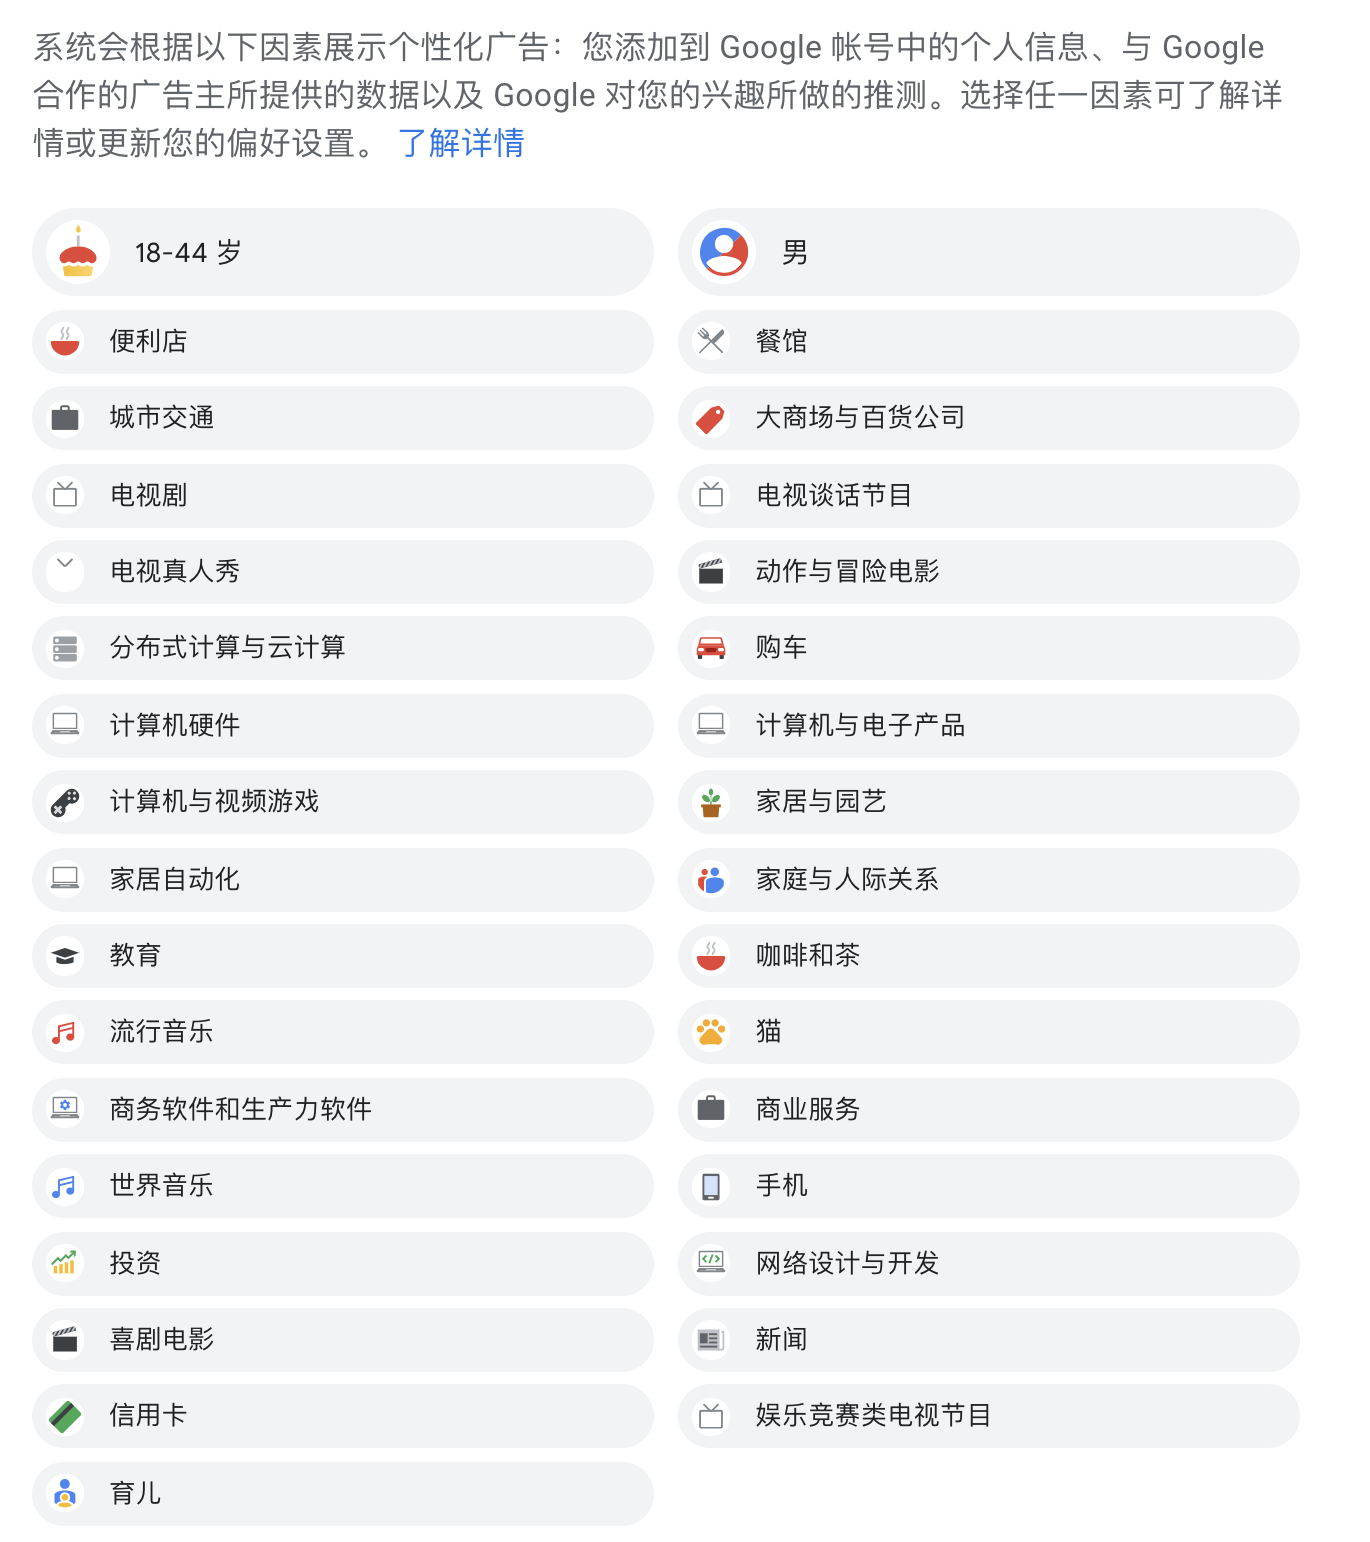 系统会根据以下因素展示个性化广告：您添加到 Google 帐号中的个人信息、与 Google
合作的广告主所提供的数据以及 Google 对您的兴趣所做的推测。选择任一因素可了解详
情或更新您的偏好设置。 了解详情
18-44 岁
男
便利店
餐馆
城市交通
大商场与百货公司
电视剧
电视谈话节目
电视真人秀
动作与冒险电影
分布式计算与云计算
购车
计算机硬件
计算机与电子产品
计算机与视频游戏
家居与园艺
家居自动化
家庭与人际关系
教育
咖啡和茶
流行音乐
猫
商务软件和生产力软件
商业服务
世界音乐
手机
投资
网络设计与开发
喜剧电影
新闻
信用卡
娱乐竞赛类电视节目
育儿